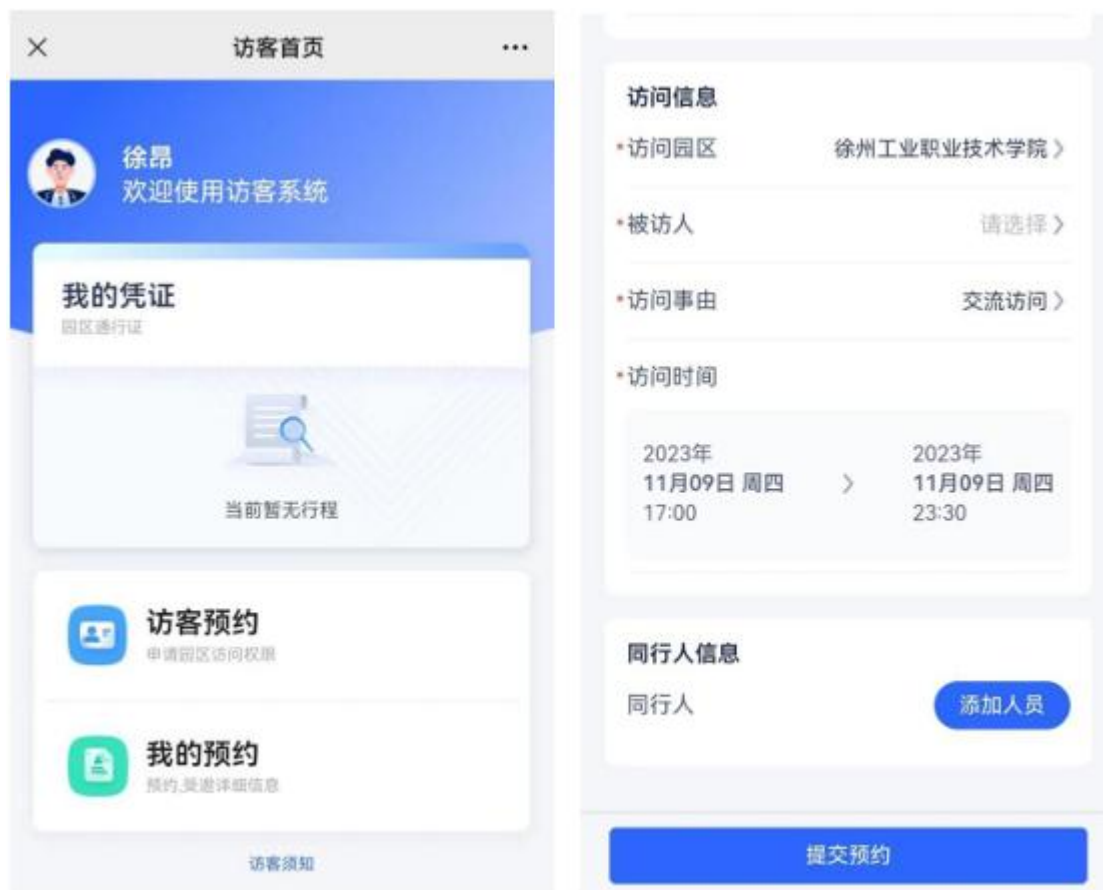 访客首页
徐昂
欢迎使用访客系统
我的凭证
园区通行证
当前暂无行程
访客预约
申请园区访问权限
我的预约
预约,受邀详细信息
访客须知
访问信息
*访问园区 徐州工业职业技术学院
*被访人 请选择
*访问事由 交流访问
*访问时间
2023年 2023年
11月09日 周四 11月09日 周四
17:00 23:30
同行人信息
同行人 添加人员
提交预约